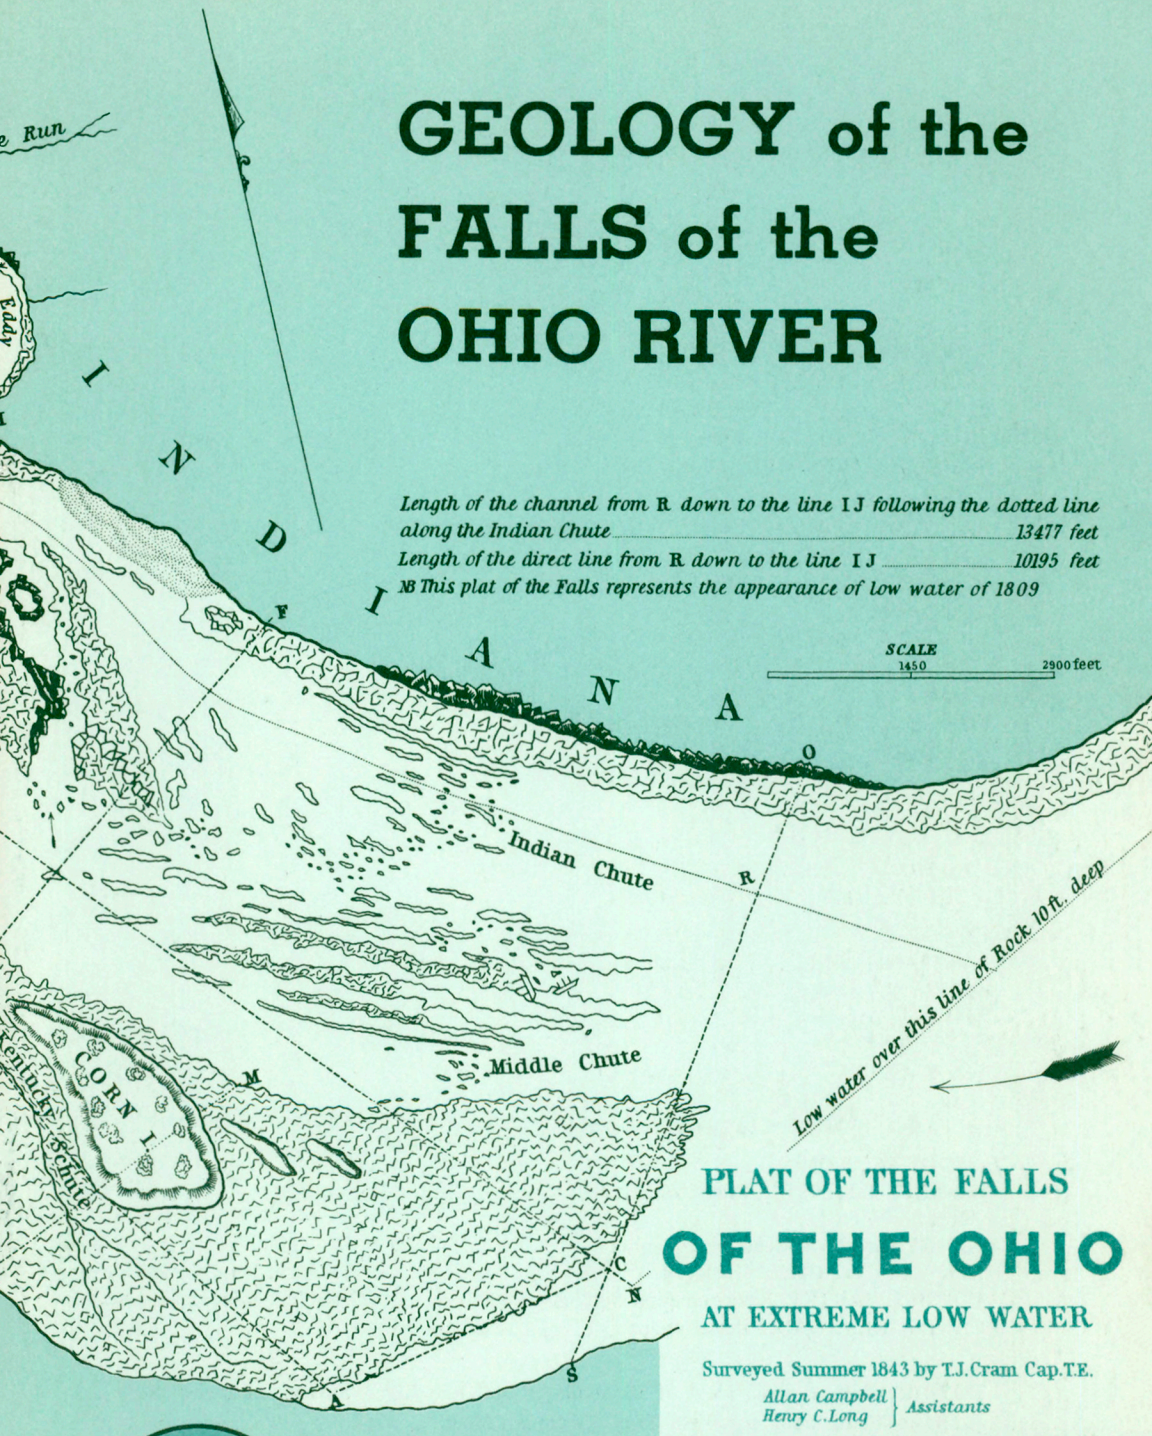 GEOLOGY of the
FALLS of the
OHIO RIVER
Run
Eddy
INDIANA
Length of the channel from R down to the line I J following the dotted line
along the Indian Chute 13477 feet
Length of the direct line from R down to the line I J 10195 feet
NB This plat of the Falls represents the appearance of low water of 1809
SCALE
1450 2900 feet
F
O
Indian Chute
R
Low water over this line of Rock 10ft. deep
Middle Chute
M
CORN I.
Kentucky Schute
C
N
S
A
PLAT OF THE FALLS
OF THE OHIO
AT EXTREME LOW WATER
Surveyed Summer 1843 by T.J. Cram Cap. T.E.
Allan Campbell
Henry C. Long } Assistants